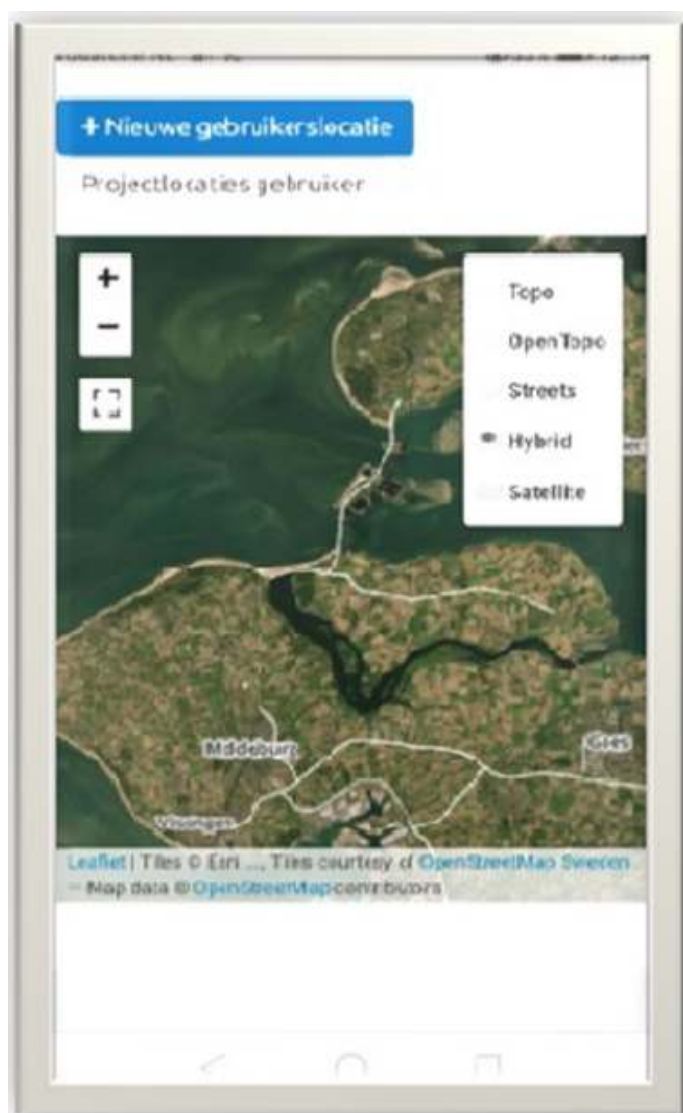 + Nieuwe gebruikerslocatie
Projectlocaties gebruiker
+
−
Topo
OpenTopo
Streets
Hybrid
Satellite
Middelburg
Goes
Vlissingen
Leaflet | Tiles © Esri ..., Tiles courtesy of OpenStreetMap Sweden
— Map data © OpenStreetMap contributors